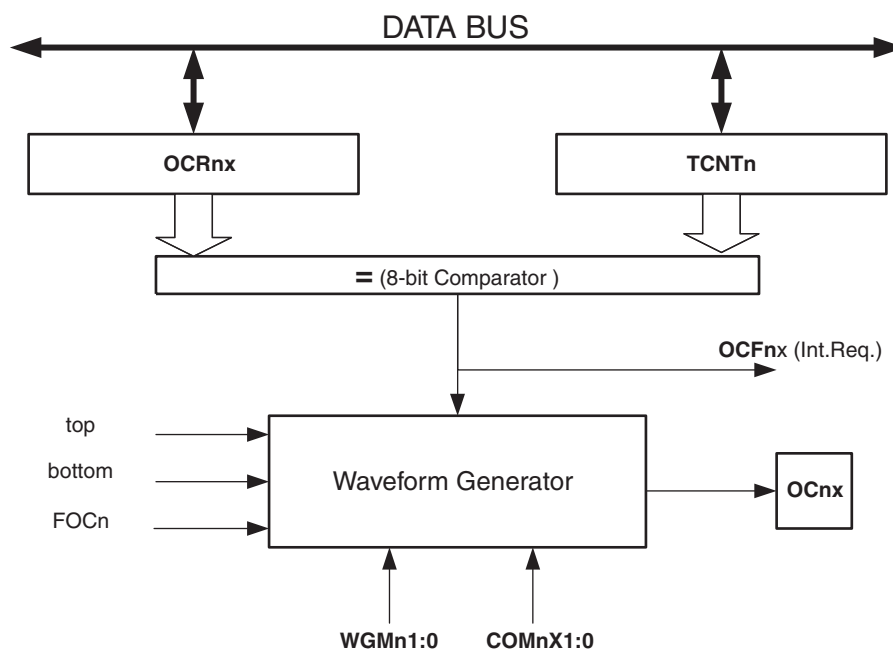 DATA BUS
OCRnx
TCNTn
= (8-bit Comparator )
OCFnx (Int.Req.)
top
bottom
FOCn
Waveform Generator
OCnx
WGMn1:0
COMnX1:0